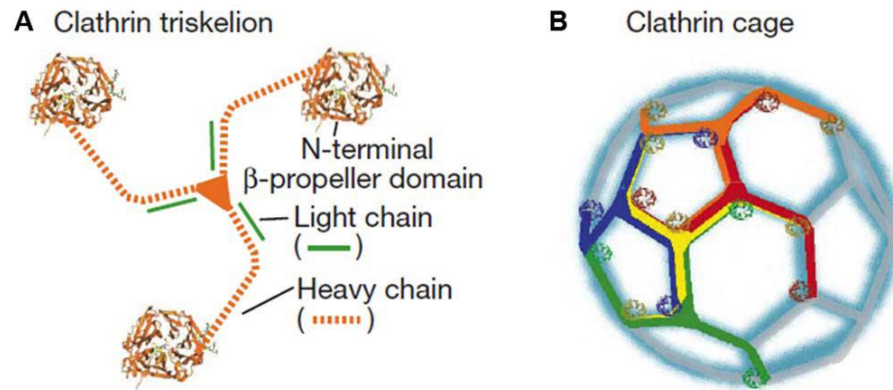 A Clathrin triskelion
N-terminal
β-propeller domain
Light chain
( )
Heavy chain
( )
B Clathrin cage